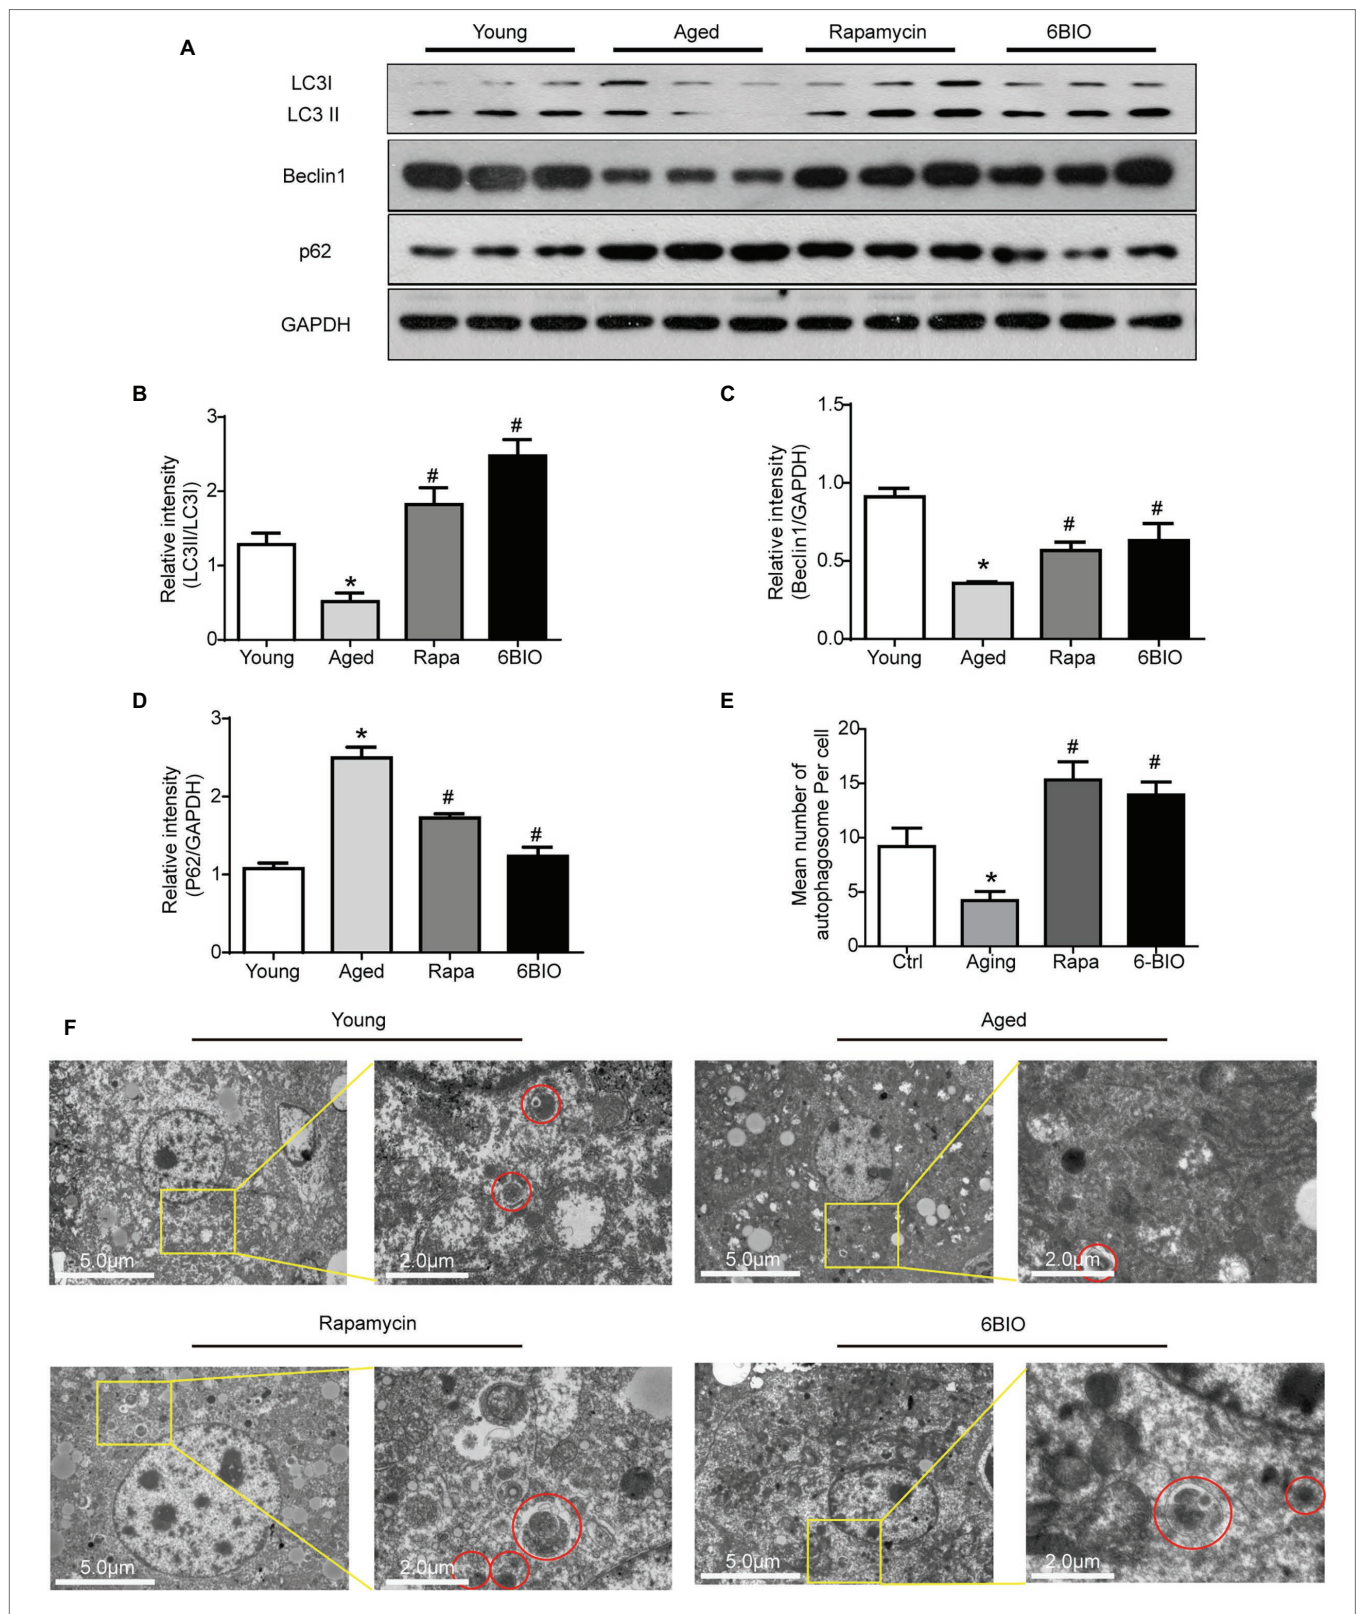 A
Young Aged Rapamycin 6BIO
LC3I
LC3 II
Beclin1
p62
GAPDH
B
Relative intensity
(LC3II/LC3I)
3
2
1
0
*
#
#
Young Aged Rapa 6BIO
C
Relative intensity
(Beclin1/GAPDH)
1.5
1.0
0.5
0.0
*
#
#
Young Aged Rapa 6BIO
D
Relative intensity
(P62/GAPDH)
3
2
1
0
*
#
#
Young Aged Rapa 6BIO
E
Mean number of
autophagosome Per cell
20
15
10
5
0
*
#
#
Ctrl Aging Rapa 6-BIO
F
Young
5.0μm
2.0μm
Aged
5.0μm
2.0μm
Rapamycin
5.0μm
2.0μm
6BIO
5.0μm
2.0μm